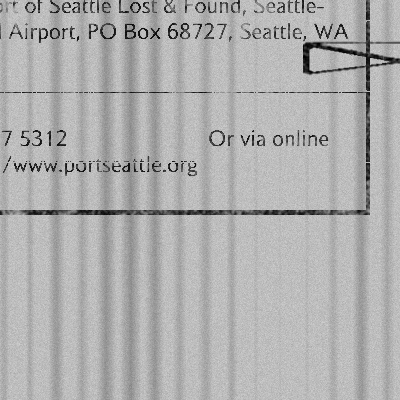 of Seattle Lost & Found, Seattle-
Airport, PO Box 68727, Seattle, WA
7 5312 Or via online
/www.portseattle.org